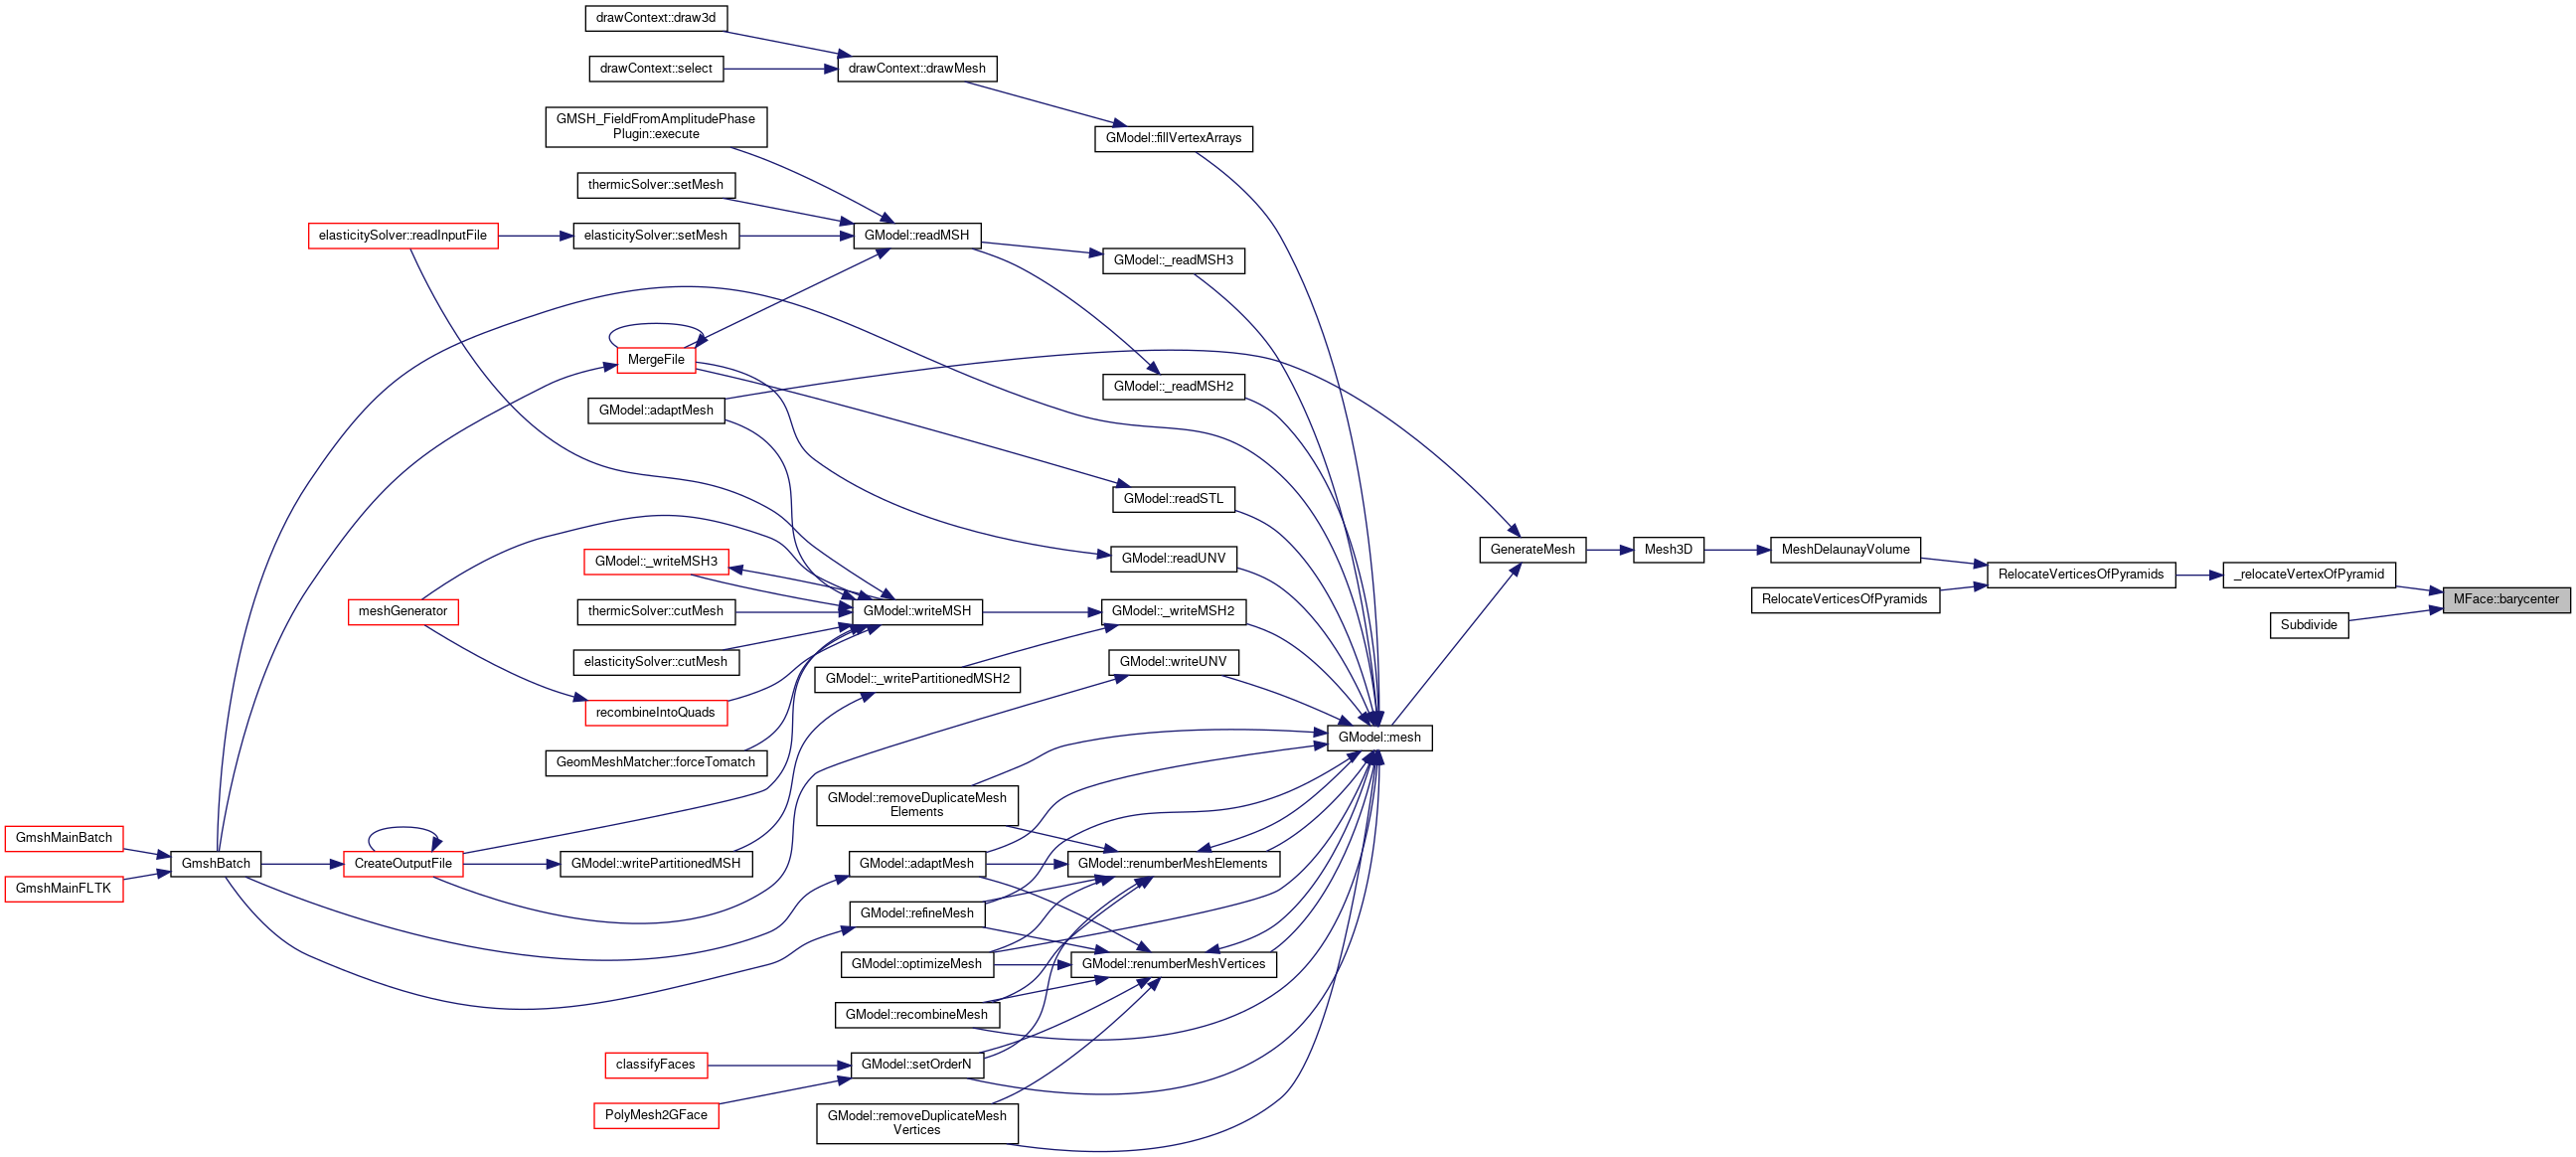 drawContext::draw3d
drawContext::select
drawContext::drawMesh
GMSH_FieldFromAmplitudePhase
Plugin::execute
GModel::fillVertexArrays
thermicSolver::setMesh
elasticitySolver::readInputFile
elasticitySolver::setMesh
GModel::readMSH
GModel::_readMSH3
MergeFile
GModel::_readMSH2
GModel::adaptMesh
GModel::readSTL
GModel::readUNV
GenerateMesh
Mesh3D
MeshDelaunayVolume
GModel::_writeMSH3
RelocateVerticesOfPyramids
_relocateVertexOfPyramid
RelocateVerticesOfPyramids
MFace::barycenter
Subdivide
meshGenerator
thermicSolver::cutMesh
GModel::writeMSH
GModel::_writeMSH2
elasticitySolver::cutMesh
GModel::writeUNV
GModel::_writePartitionedMSH2
recombineIntoQuads
GModel::mesh
GeomMeshMatcher::forceTomatch
GModel::removeDuplicateMesh
Elements
GmshMainBatch
GmshMainFLTK
GmshBatch
CreateOutputFile
GModel::writePartitionedMSH
GModel::adaptMesh
GModel::renumberMeshElements
GModel::refineMesh
GModel::optimizeMesh
GModel::renumberMeshVertices
GModel::recombineMesh
classifyFaces
GModel::setOrderN
PolyMesh2GFace
GModel::removeDuplicateMesh
Vertices